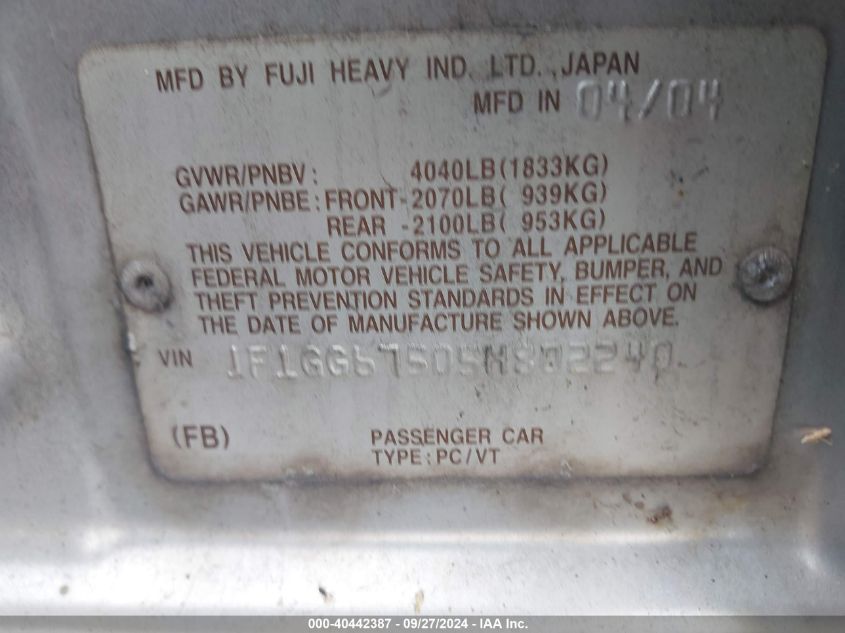 MFD BY FUJI HEAVY IND. LTD., JAPAN
MFD IN 04/04
GVWR/PNBV: 4040LB(1833KG)
GAWR/PNBE: FRONT-2070LB( 939KG)
REAR -2100LB( 953KG)
THIS VEHICLE CONFORMS TO ALL APPLICABLE
FEDERAL MOTOR VEHICLE SAFETY, BUMPER, AND
THEFT PREVENTION STANDARDS IN EFFECT ON
THE DATE OF MANUFACTURE SHOWN ABOVE.
VIN
(FB) PASSENGER CAR
TYPE: PC/VT
000-40442387 - 09/27/2024 - IAA Inc.